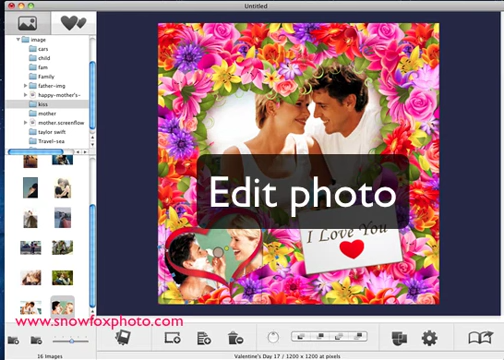 Untitled
image
cars
child
fam
Family
father-img
happy-mother's-
kiss
mother
mother.screenflow
taylor swift
Travel-sea
Edit photo
I Love You
www.snowfoxphoto.com
16 Images
Valentine's Day 17 / 1200 x 1200 at pixels